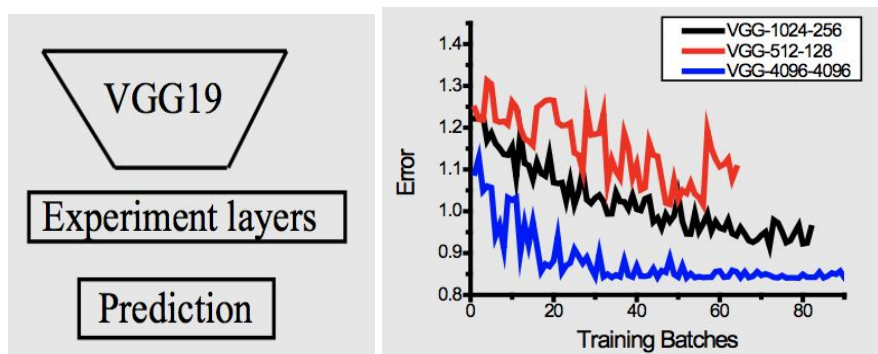 VGG19
Experiment layers
Prediction
VGG-1024-256
VGG-512-128
VGG-4096-4096
Error
1.4
1.3
1.2
1.1
1.0
0.9
0.8
0 20 40 60 80
Training Batches